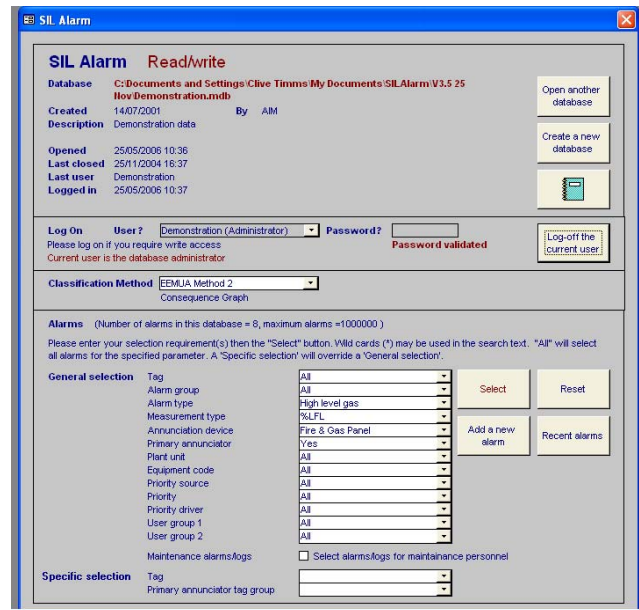 SIL Alarm
SIL Alarm Read/write
Database C:\Documents and Settings\Clive Timms\My Documents\SILAlarm\V3.5 25
Nov\Demonstration.mdb
Created 14/07/2001 By AIM
Description Demonstration data
Opened 25/05/2006 10:36
Last closed 25/11/2004 16:37
Last user Demonstration
Logged in 25/05/2006 10:37
Open another
database
Create a new
database
Log On User? Demonstration (Administrator) Password?
Please log on if you require write access Password validated
Current user is the database administrator
Log-off the
current user
Classification Method EEMUA Method 2
Consequence Graph
Alarms (Number of alarms in this database = 8, maximum alarms =1000000 )
Please enter your selection requirement(s) then the "Select" button. Wild cards (*) may be used in the search text. "All" will select
all alarms for the specified parameter. A 'Specific selection' will override a 'General selection'.
General selection Tag All
Alarm group All
Alarm type High level gas
Measurement type %LFL
Annunciation device Fire & Gas Panel
Primary annunciator Yes
Plant unit All
Equipment code All
Priority source All
Priority All
Priority driver All
User group 1 All
User group 2 All
Select
Reset
Add a new
alarm
Recent alarms
Maintenance alarms/logs Select alarms/logs for maintainance personnel
Specific selection Tag
Primary annunciator tag group